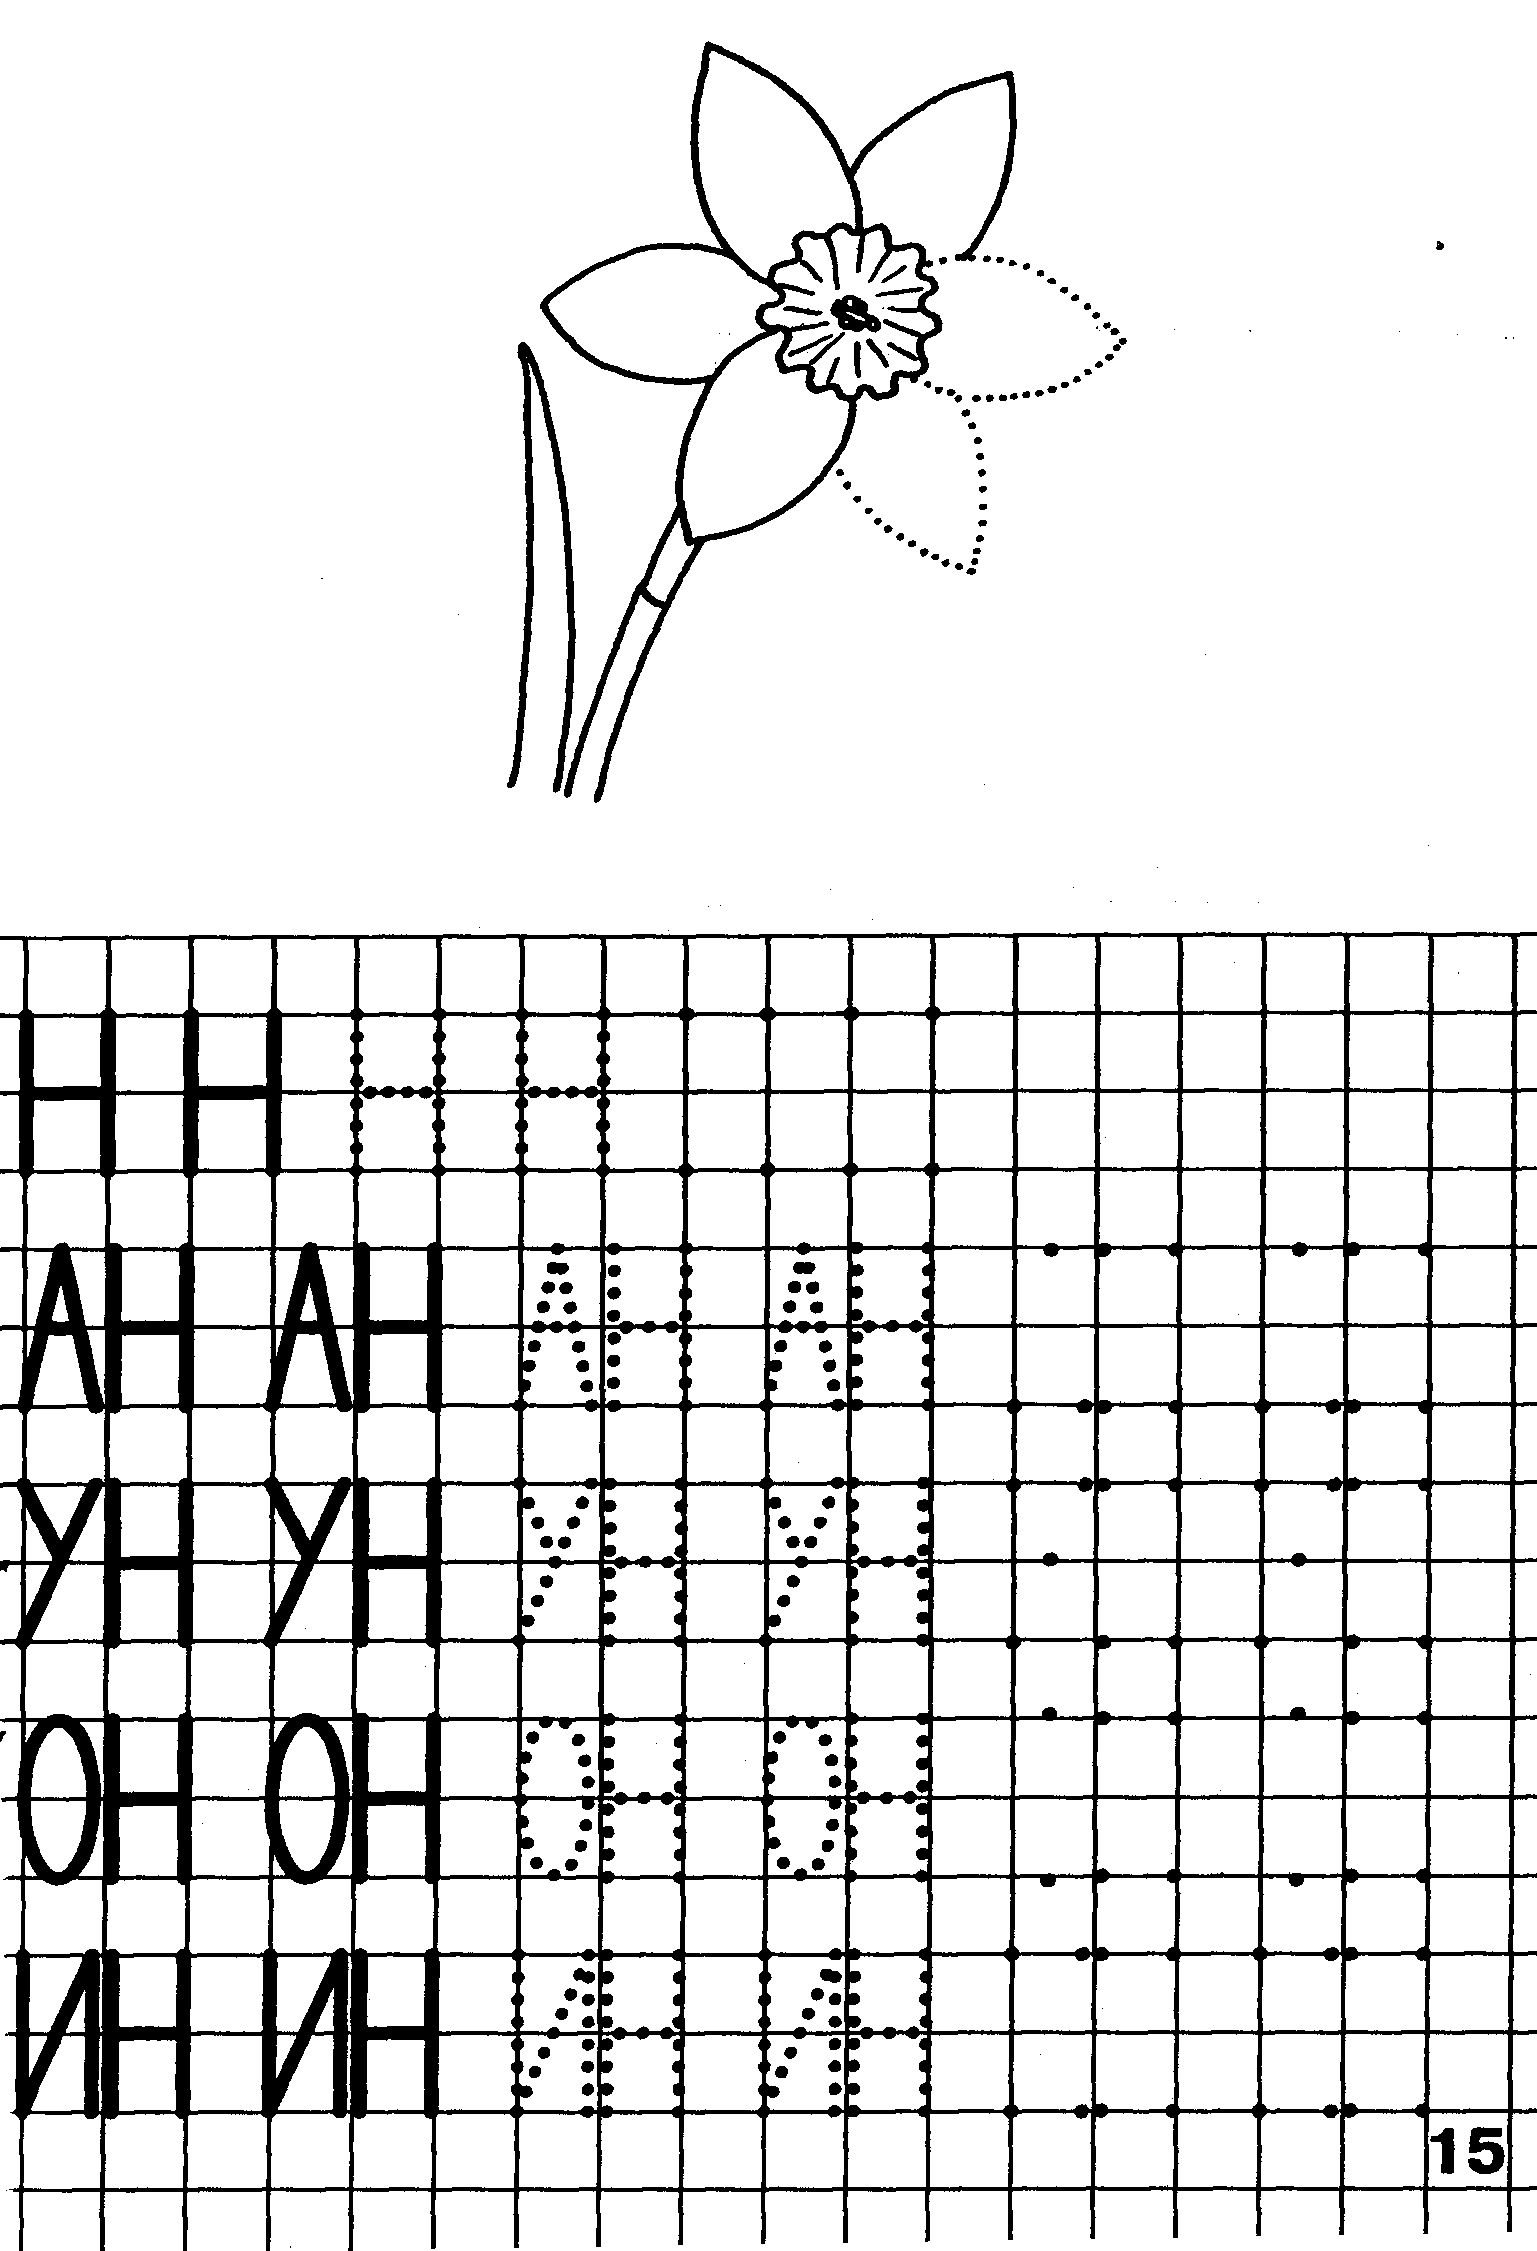 Н Н Н Н
АН АН АН АН
УН УН УН УН
ОН ОН ОН ОН
ИН ИН ИН ИН
15